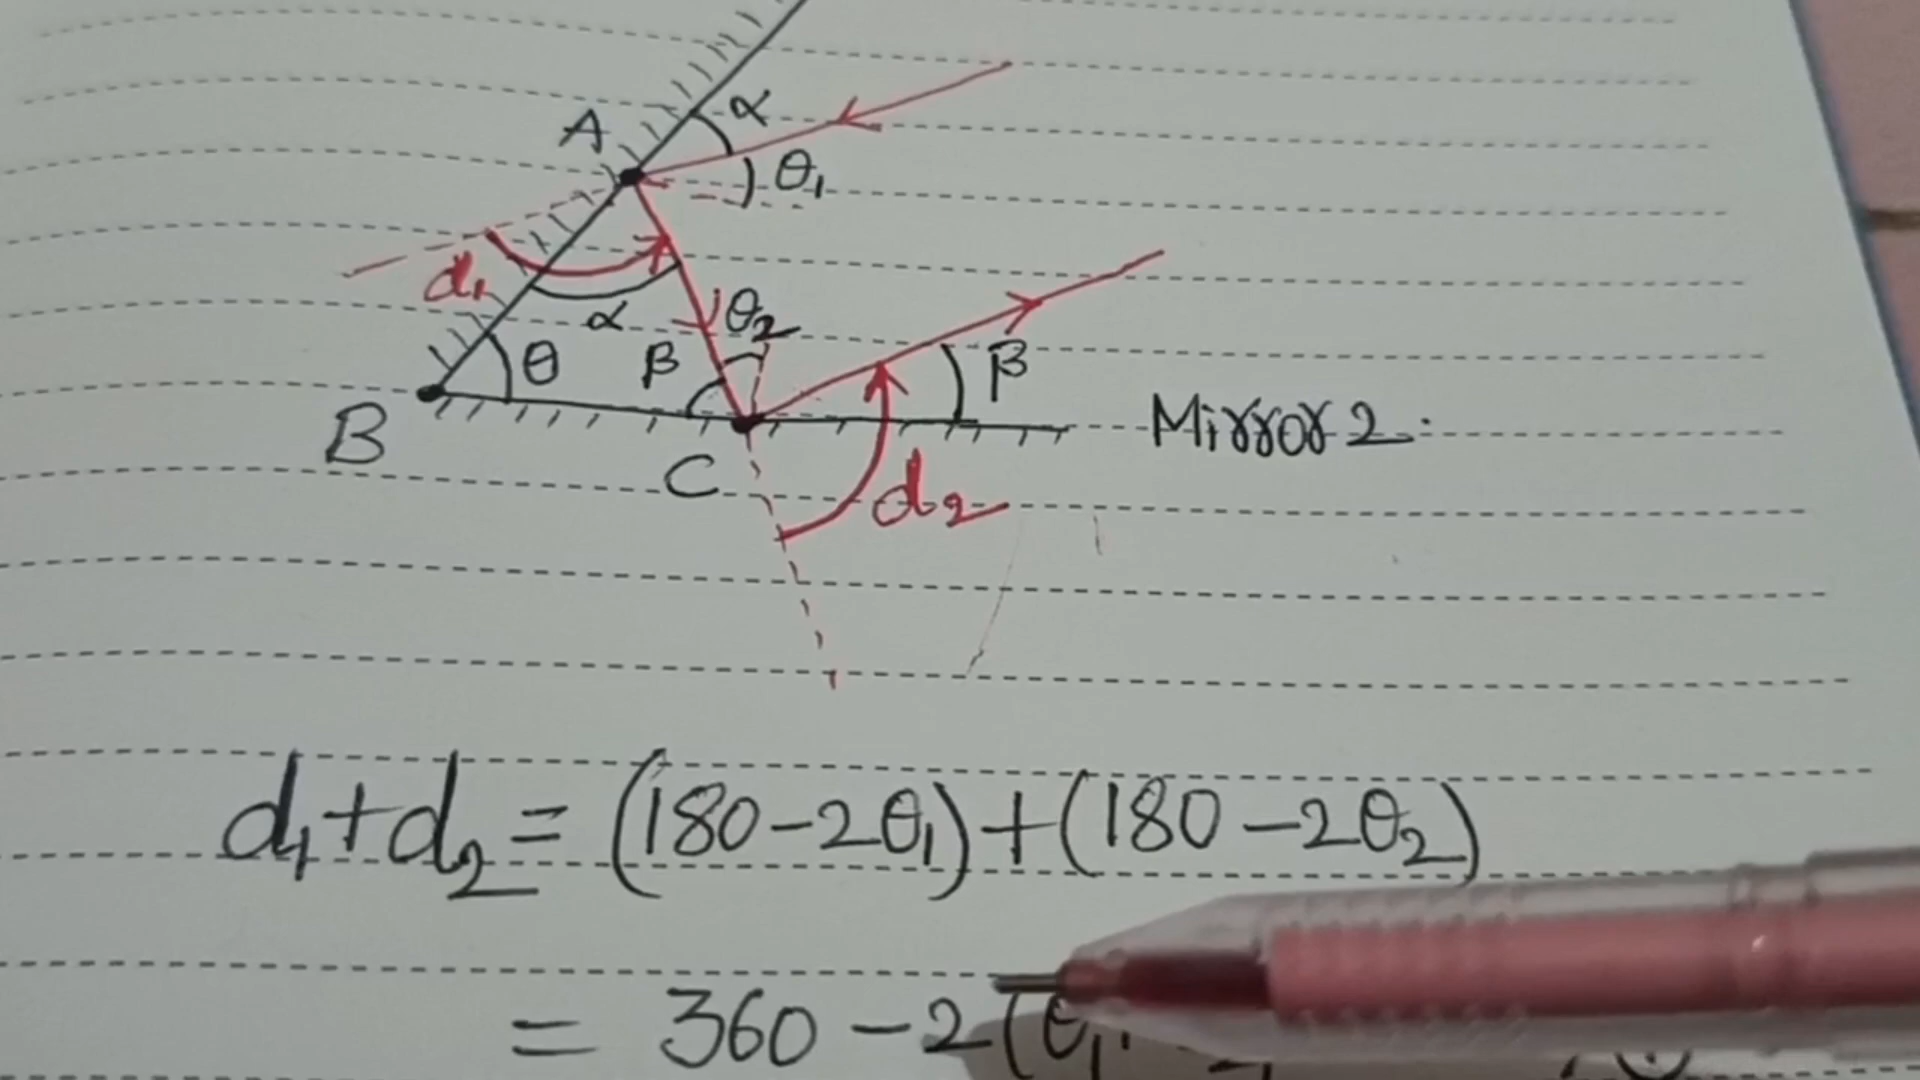 α
A
θ₁
d₁
α
θ₂
θ
β
β
B
C
Mirror 2.
d₂
d₁+d₂ = (180-2θ₁)+(180-2θ₂)
= 360-2(θ₁